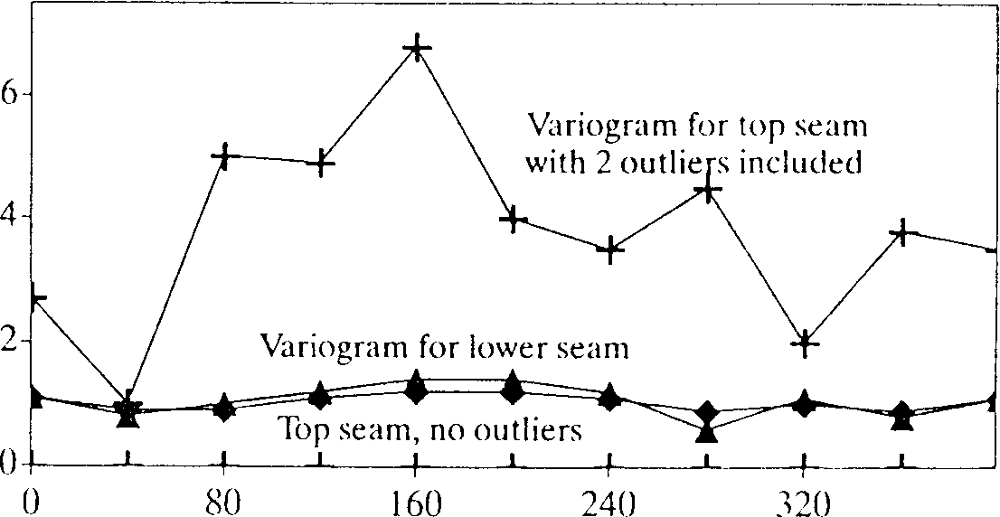 6
Variogram for top seam
with 2 outliers included
4
2
Variogram for lower seam
Top seam, no outliers
0
0 80 160 240 320